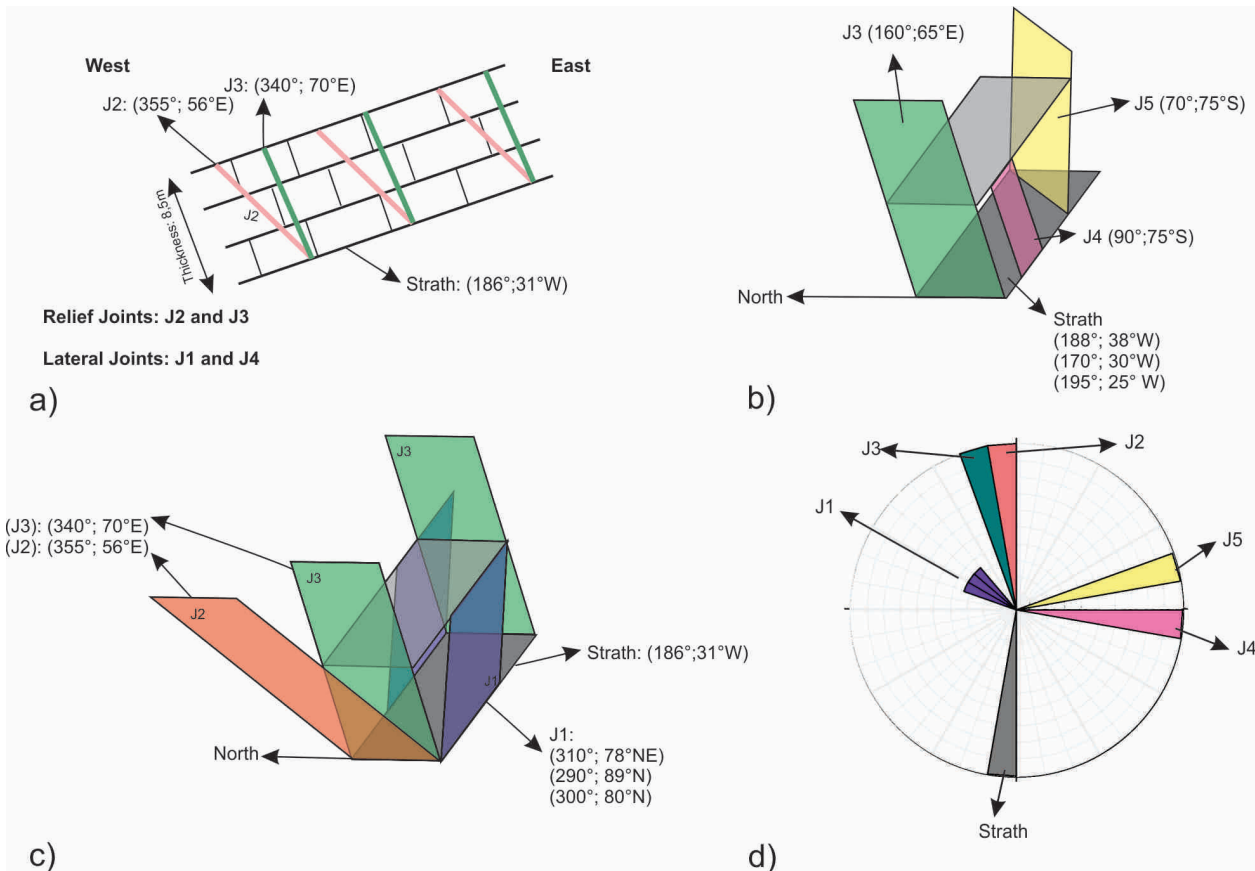 West
East
J3: (340°; 70°E)
J2: (355°; 56°E)
J2
Thickness: 8,5m
Strath: (186°;31°W)
Relief Joints: J2 and J3
Lateral Joints: J1 and J4
a)
J3 (160°;65°E)
J5 (70°;75°S)
J4 (90°;75°S)
North
Strath
(188°; 38°W)
(170°; 30°W)
(195°; 25° W)
b)
J3
(J3): (340°; 70°E)
(J2): (355°; 56°E)
J3
J2
Strath: (186°;31°W)
J1
North
J1:
(310°; 78°NE)
(290°; 89°N)
(300°; 80°N)
c)
J3
J2
J1
J5
J4
Strath
d)